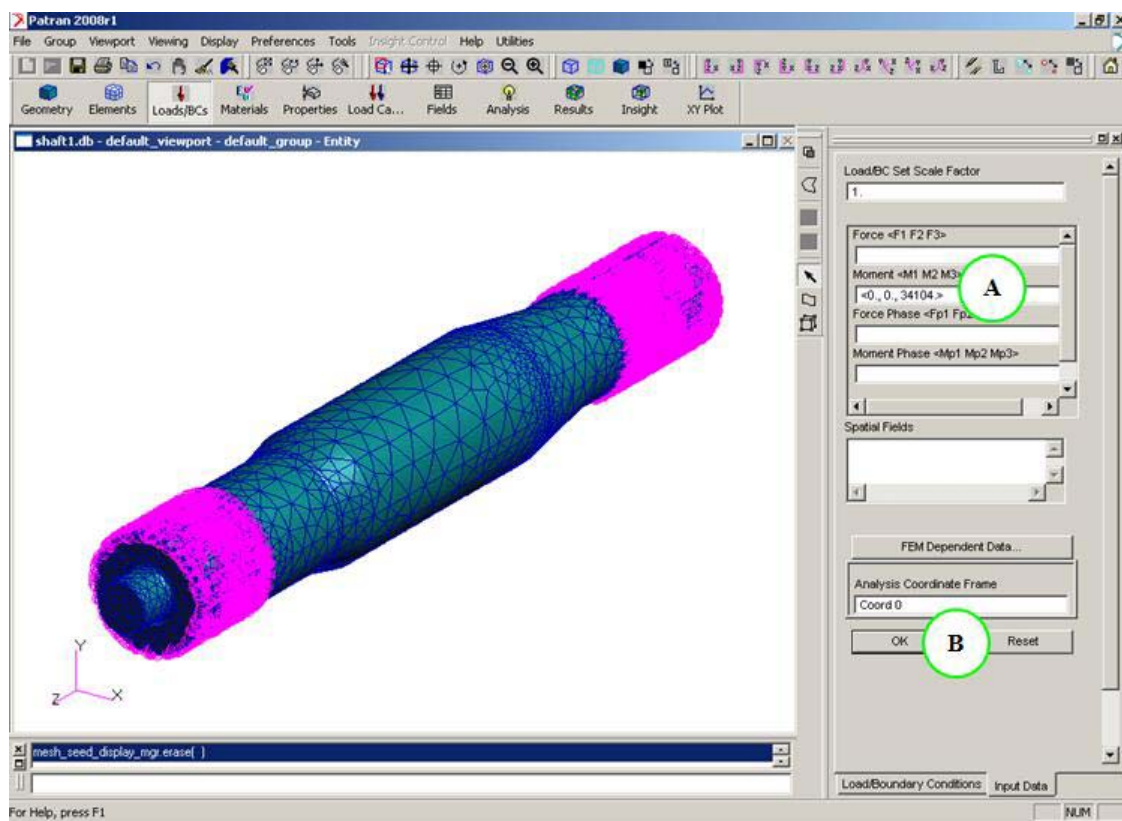 Patran 2008r1
File Group Viewport Viewing Display Preferences Tools Insight Control Help Utilities
Geometry Elements Loads/BCs Materials Properties Load Ca... Fields Analysis Results Insight XY Plot
shaft1.db - default_viewport - default_group - Entity
Load/BC Set Scale Factor
1.
Force <F1 F2 F3>
Moment <M1 M2 M3>
<0., 0., 34104.>
A
Force Phase <Fp1 Fp2
Moment Phase <Mp1 Mp2 Mp3>
Spatial Fields
FEM Dependent Data...
Analysis Coordinate Frame
Coord 0
OK
B
Reset
Y
Z
X
mesh_seed_display_mgr.erase( )
Load/Boundary Conditions
Input Data
For Help, press F1
NUM